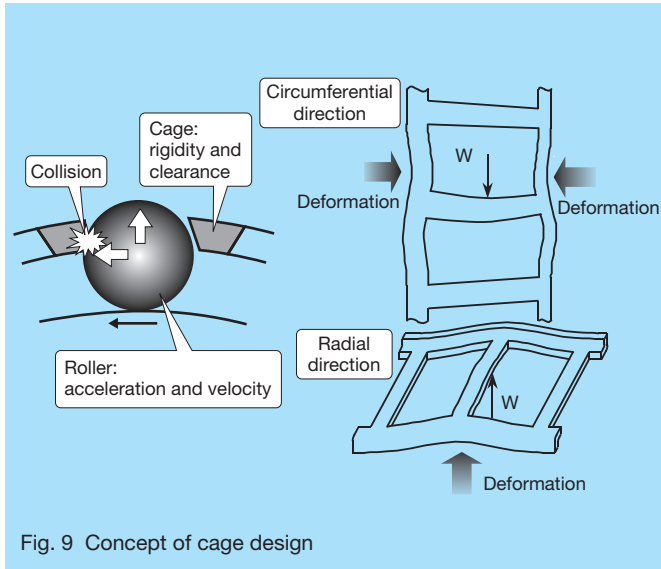 Circumferential
direction
Cage:
rigidity and
clearance
Collision
W
Deformation
Deformation
Roller:
acceleration and velocity
Radial
direction
W
Deformation
Fig. 9 Concept of cage design